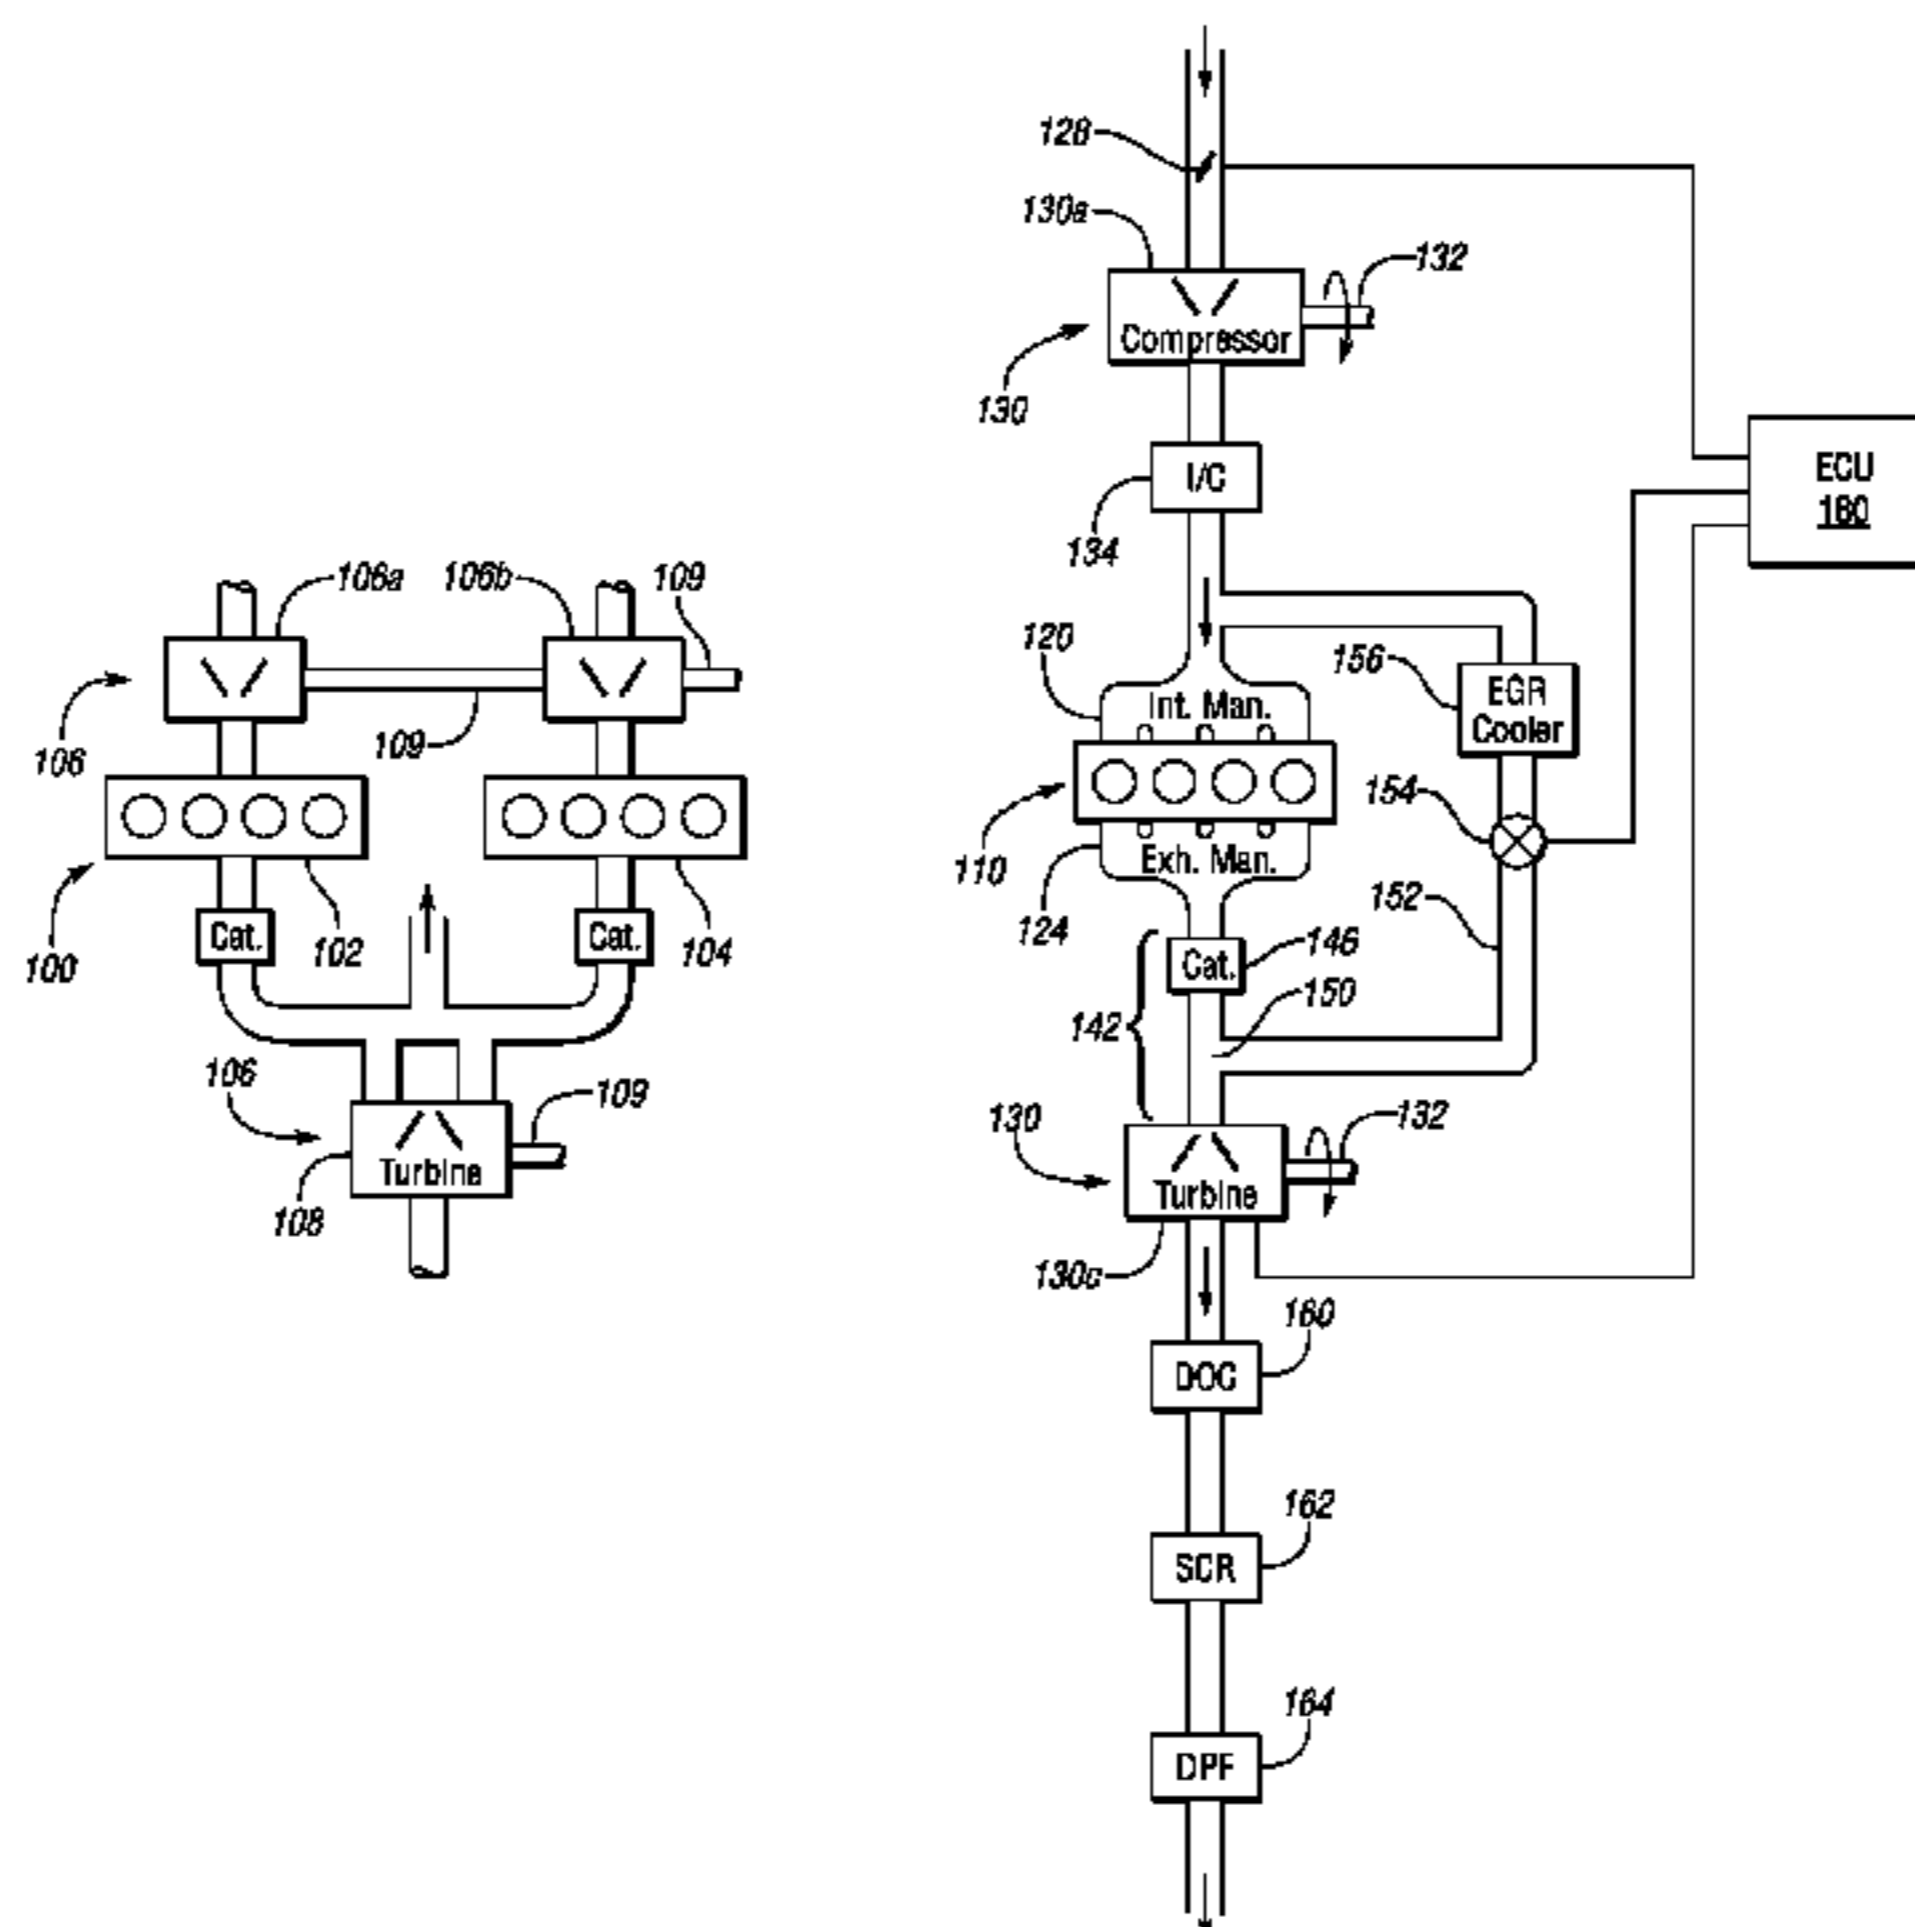 106a
106b
109
106
109
Cat.
Cat.
100
102
104
106
109
Turbine
108
128
130a
132
Compressor
130
I/C
134
ECU
180
120
Int. Man.
156
EGR
Cooler
154
110
Exh. Man.
124
152
Cat.
146
150
142
130
132
Turbine
130c
160
DOC
162
SCR
164
DPF